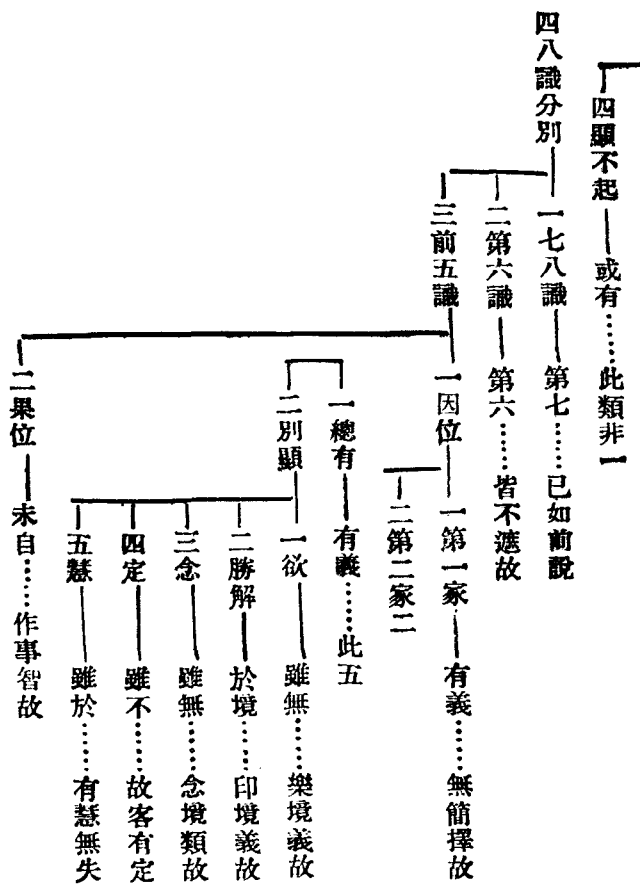 四顯不起——或有……此類非一
四八識分別
一七八識——第七……已如前說
二第六識——第六……皆不遮故
三前五識
一因位
一第一家——有義……無簡擇故
二第二家二
一總有——有義……此五
二別顯
一欲——雖無……樂境義故
二勝解——於境……印境義故
三念——雖無……念境類故
四定——雖不……故容有定
五慧——雖於……有慧無失
二果位——未自……作事智故